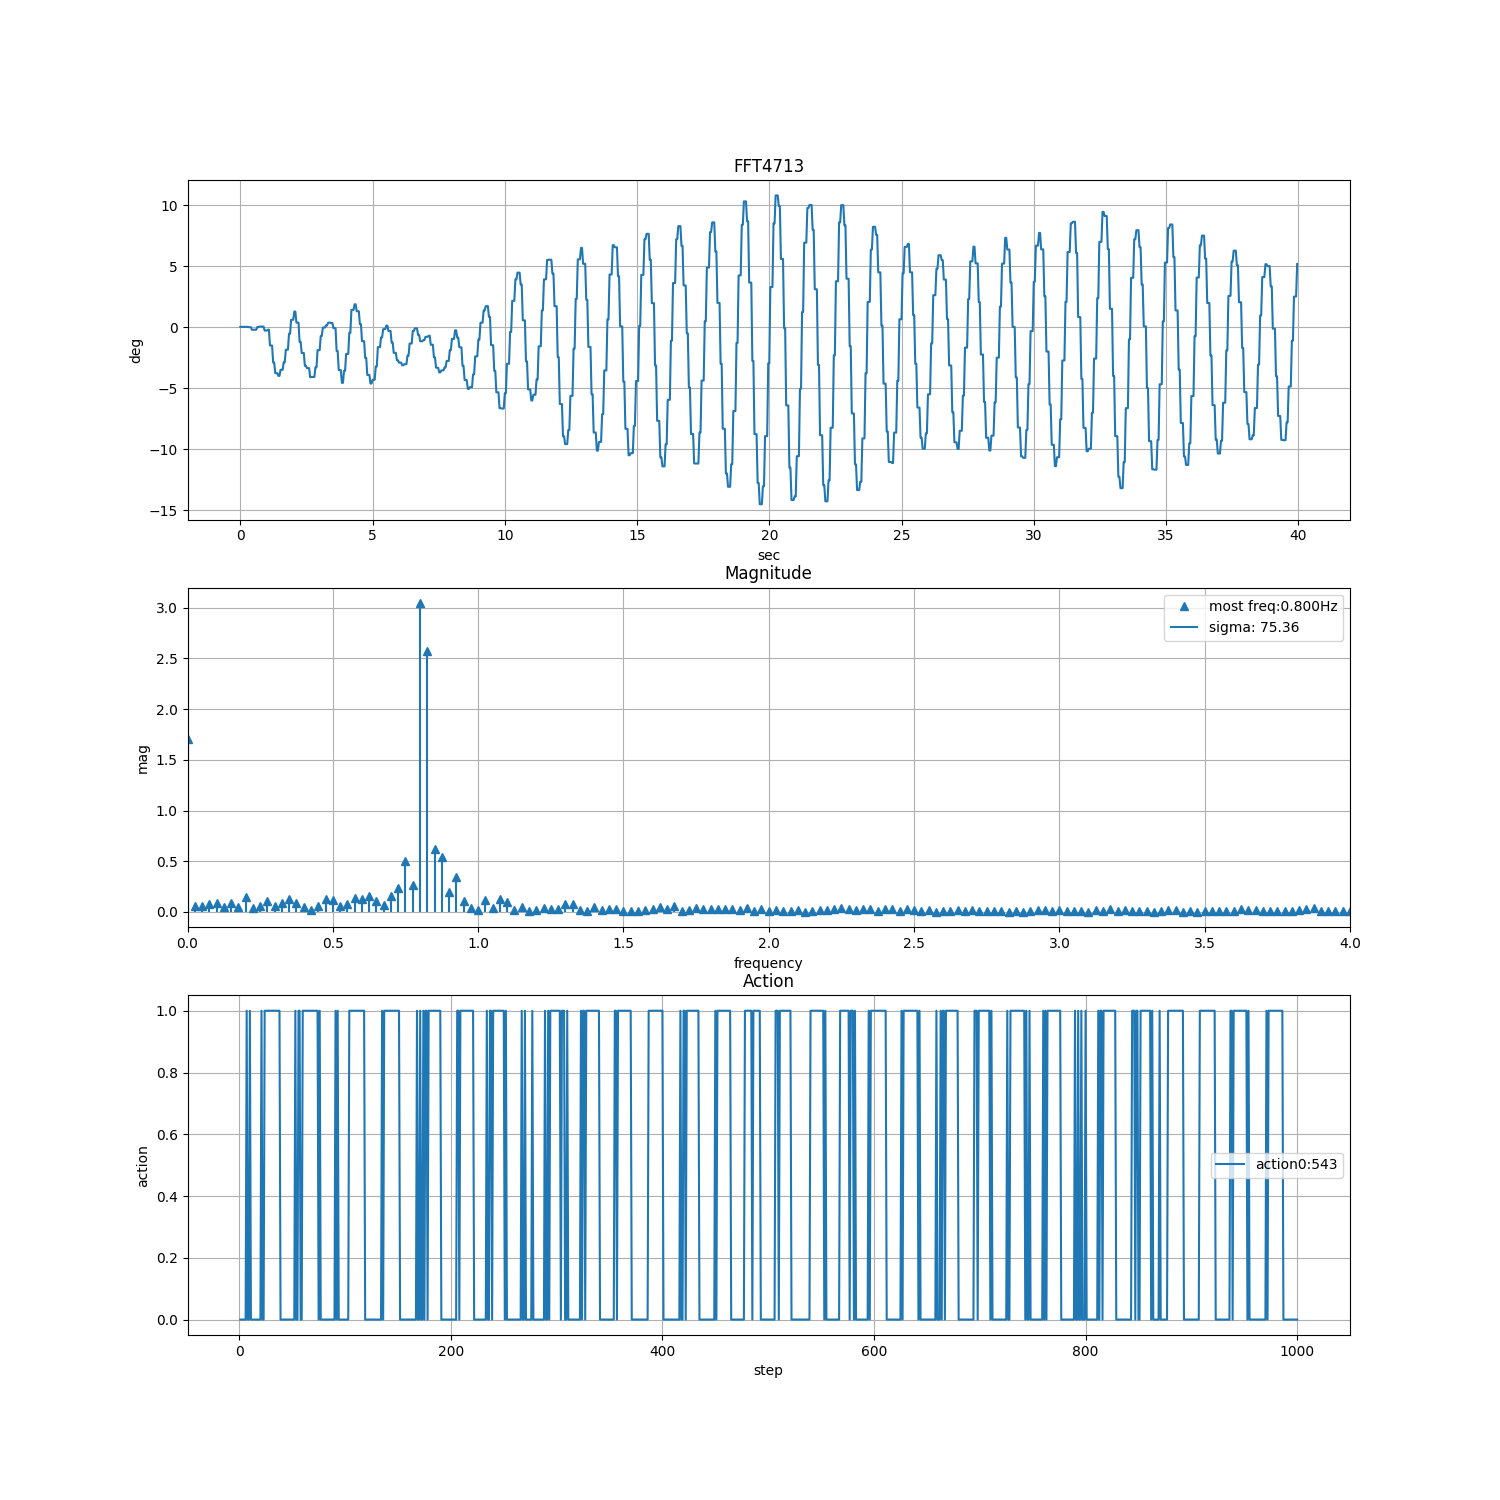 FFT4713
10
5
0
−5
−10
−15
deg
0 5 10 15 20 25 30 35 40
sec
Magnitude
3.0
2.5
2.0
1.5
1.0
0.5
0.0
mag
most freq:0.800Hz
sigma: 75.36
0.0 0.5 1.0 1.5 2.0 2.5 3.0 3.5 4.0
frequency
Action
1.0
0.8
0.6
0.4
0.2
0.0
action
action0:543
0 200 400 600 800 1000
step